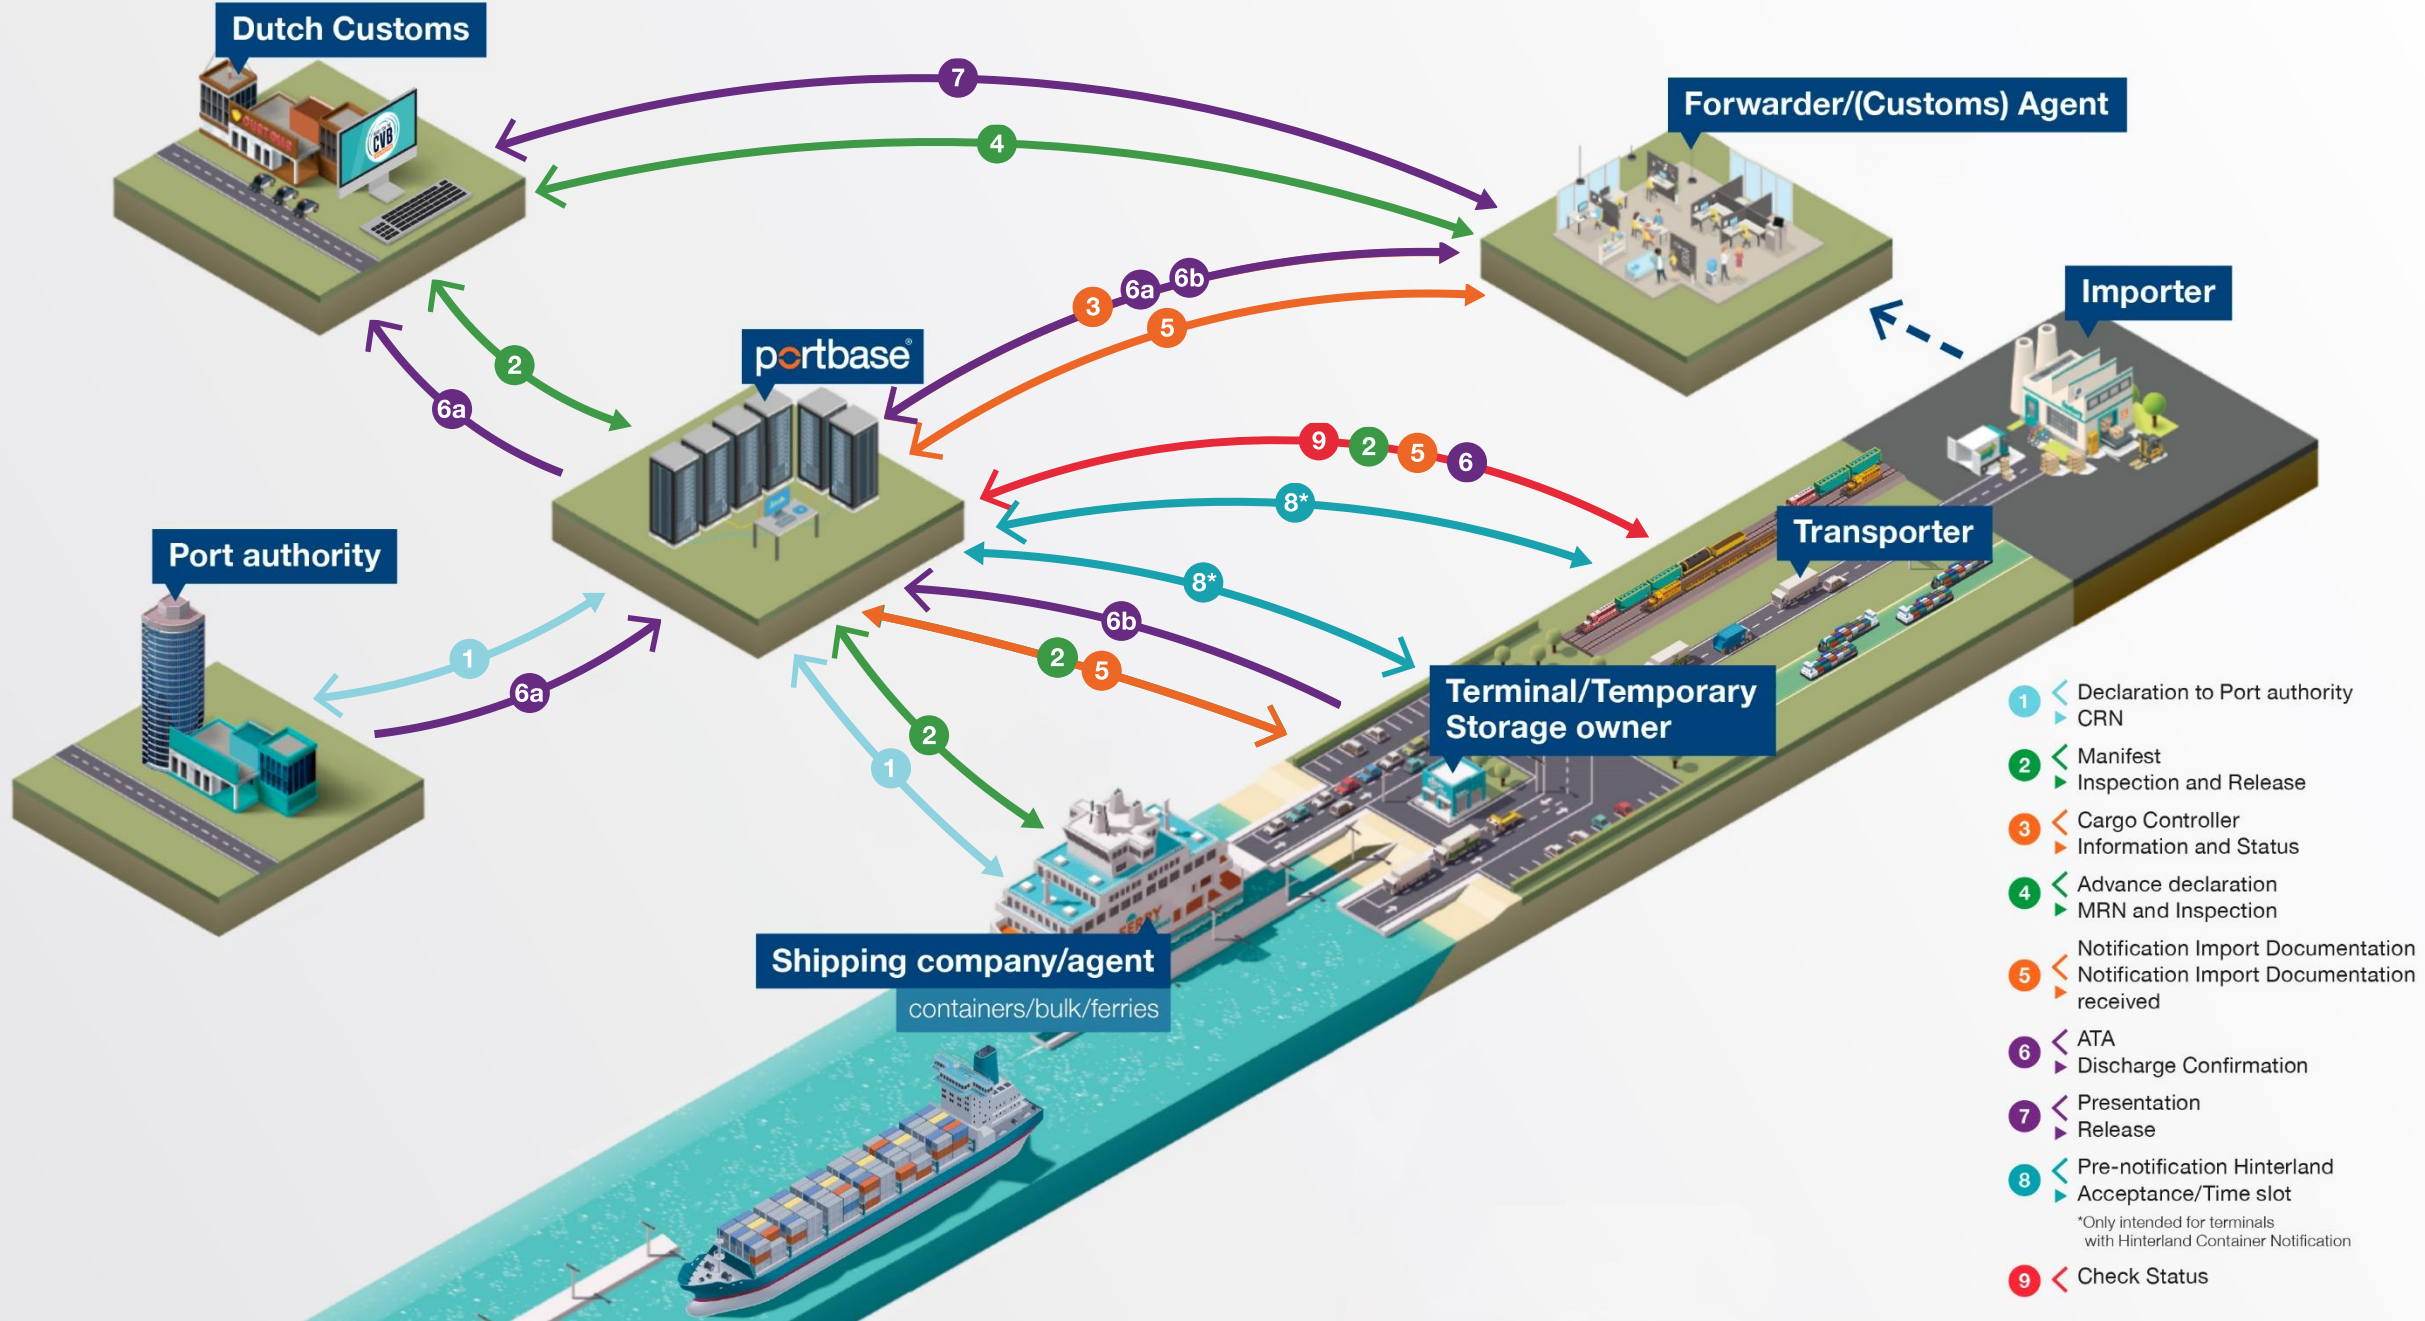 Dutch Customs
CUSTOMS
CVB
7
4
Forwarder/(Customs) Agent
Importer
3
6a
6b
5
2
6a
portbase®
9
2
5
6
8*
Transporter
Port authority
8*
6b
1
6a
2
5
2
1
Terminal/Temporary
Storage owner
FERRY
Shipping company/agent
containers/bulk/ferries
1
Declaration to Port authority
CRN
2
Manifest
Inspection and Release
3
Cargo Controller
Information and Status
4
Advance declaration
MRN and Inspection
5
Notification Import Documentation
Notification Import Documentation
received
6
ATA
Discharge Confirmation
7
Presentation
Release
8
Pre-notification Hinterland
Acceptance/Time slot
*Only intended for terminals
with Hinterland Container Notification
9
Check Status